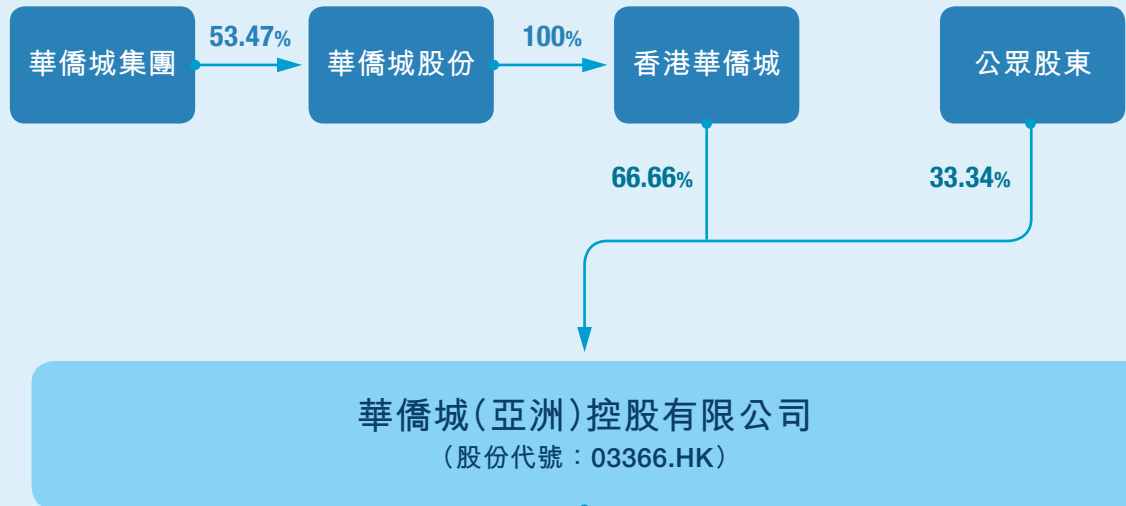 53.47%
100%
華僑城集團
華僑城股份
香港華僑城
公眾股東
66.66%
33.34%
華僑城(亞洲)控股有限公司
(股份代號：03366.HK)